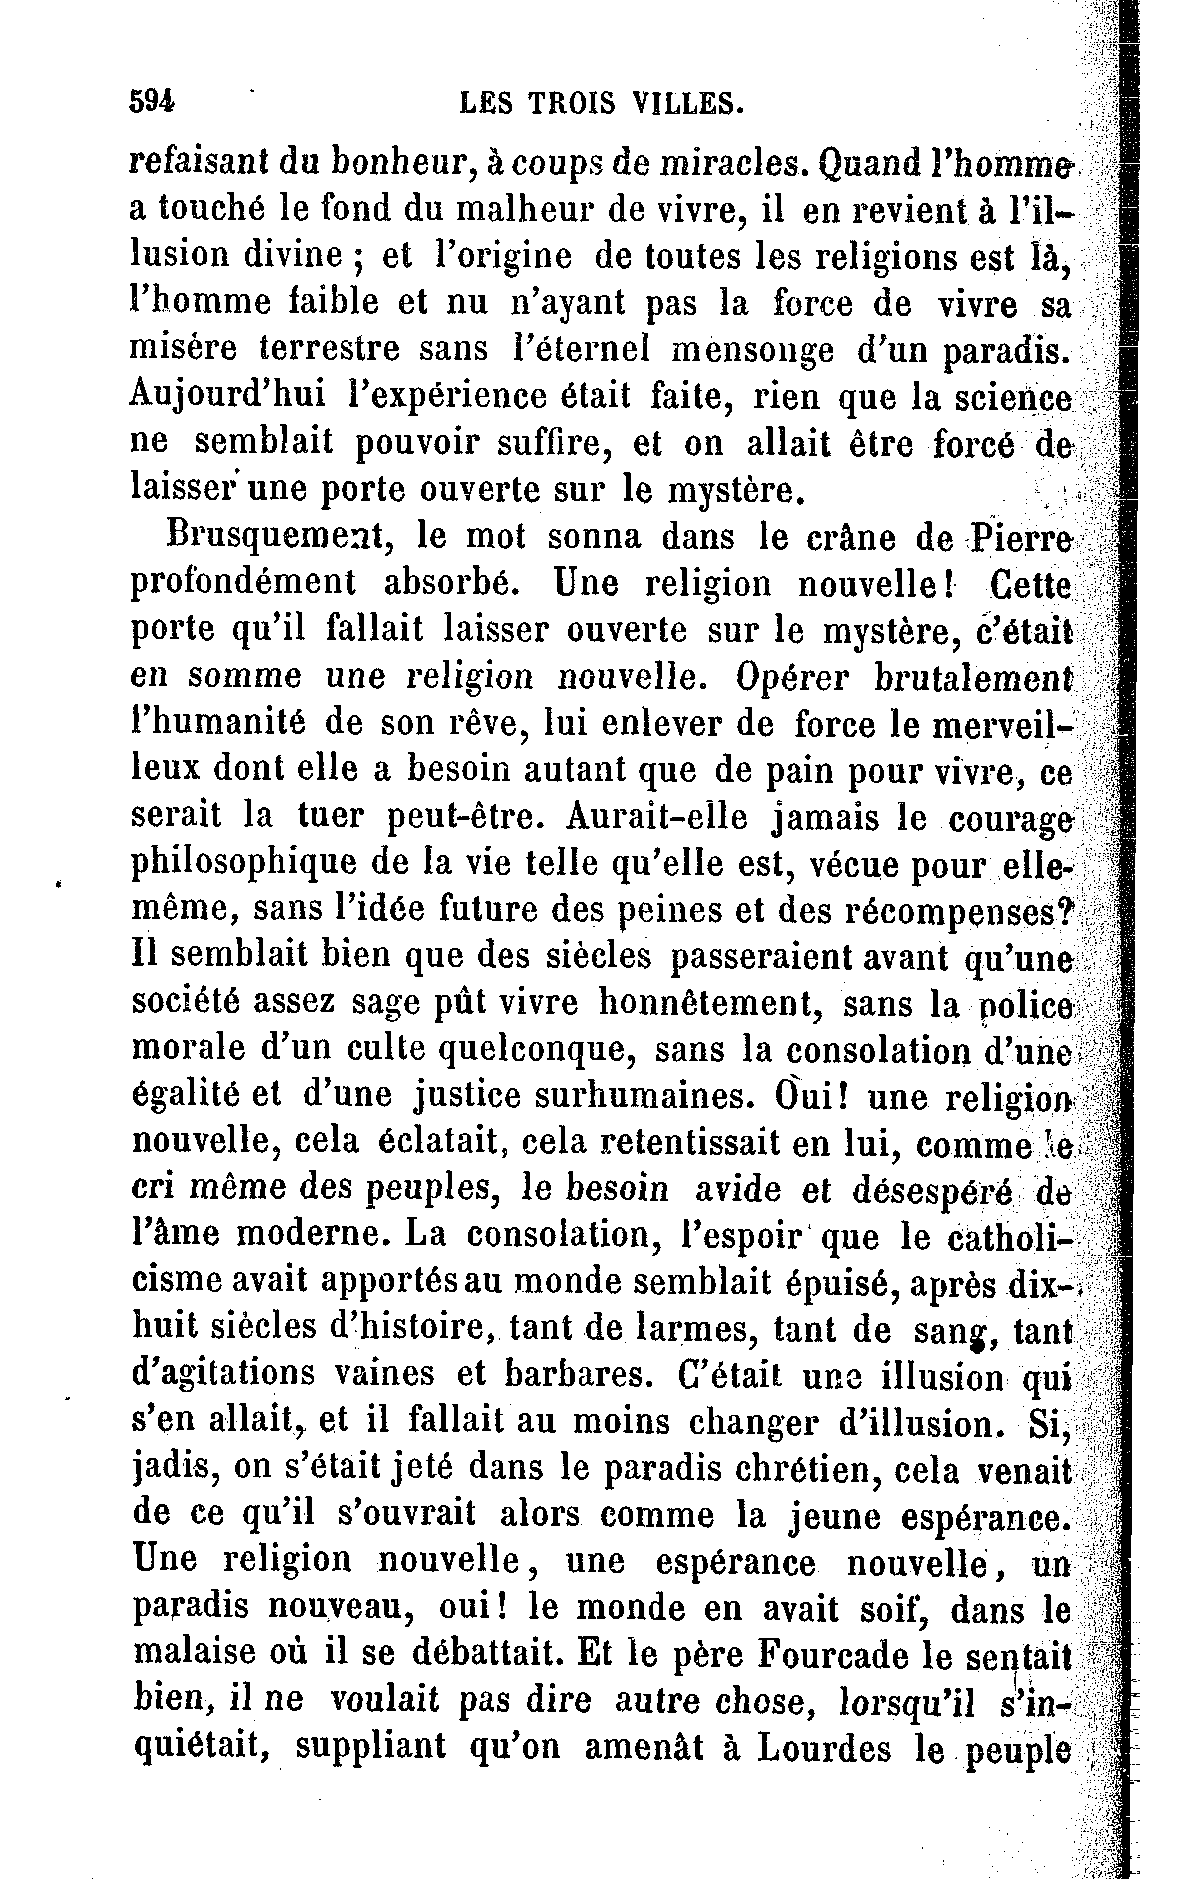 594 LES TROIS VILLES.
refaisant du bonheur, à coups de miracles. Quand l'homme
a touché le fond du malheur de vivre, il en revient à l'il-
lusion divine ; et l'origine de toutes les religions est là,
l'homme faible et nu n'ayant pas la force de vivre sa
misère terrestre sans l'éternel mensonge d'un paradis.
Aujourd'hui l'expérience était faite, rien que la science
ne semblait pouvoir suffire, et on allait être forcé de
laisser une porte ouverte sur le mystère.
Brusquement, le mot sonna dans le crâne de Pierre
profondément absorbé. Une religion nouvelle! Cette
porte qu'il fallait laisser ouverte sur le mystère, c'était
en somme une religion nouvelle. Opérer brutalement
l'humanité de son rêve, lui enlever de force le merveil-
leux dont elle a besoin autant que de pain pour vivre, ce
serait la tuer peut-être. Aurait-elle jamais le courage
philosophique de la vie telle qu'elle est, vécue pour elle-
même, sans l'idée future des peines et des récompenses?
Il semblait bien que des siècles passeraient avant qu'une
société assez sage pût vivre honnêtement, sans la police
morale d'un culte quelconque, sans la consolation d'une
égalité et d'une justice surhumaines. Oui! une religion
nouvelle, cela éclatait, cela retentissait en lui, comme le
cri même des peuples, le besoin avide et désespéré de
l'âme moderne. La consolation, l'espoir que le catholi-
cisme avait apportés au monde semblait épuisé, après dix-
huit siècles d'histoire, tant de larmes, tant de sang, tant
d'agitations vaines et barbares. C'était une illusion qui
s'en allait, et il fallait au moins changer d'illusion. Si,
jadis, on s'était jeté dans le paradis chrétien, cela venait
de ce qu'il s'ouvrait alors comme la jeune espérance.
Une religion nouvelle, une espérance nouvelle, un
paradis nouveau, oui! le monde en avait soif, dans le
malaise où il se débattait. Et le père Fourcade le sentait
bien, il ne voulait pas dire autre chose, lorsqu'il s'in-
quiétait, suppliant qu'on amenât à Lourdes le peuple